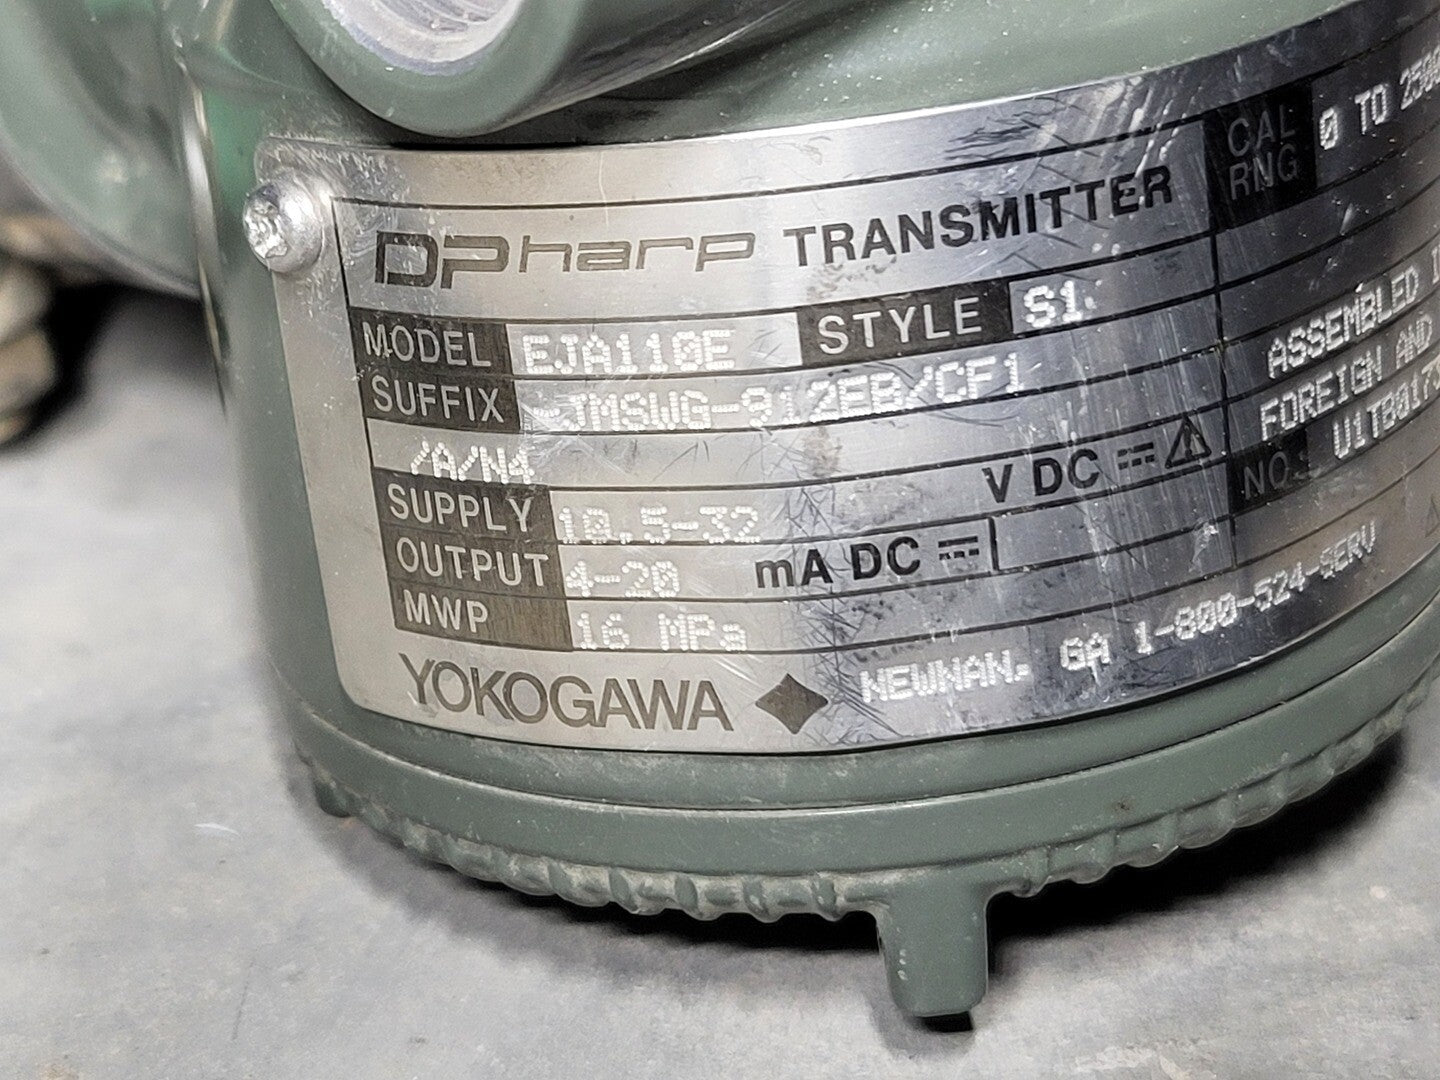 DPharp TRANSMITTER
CAL RNG 0 TO
MODEL EJA110E STYLE S1
SUFFIX -JMSWG-912EB/CF1
/A/N4
SUPPLY 10.5-32 V DC
OUTPUT 4-20 mA DC
MWP 16 MPa
ASSEMBLED
FOREIGN AND
NO.
YOKOGAWA NEWNAN, GA 1-800-524-SERV